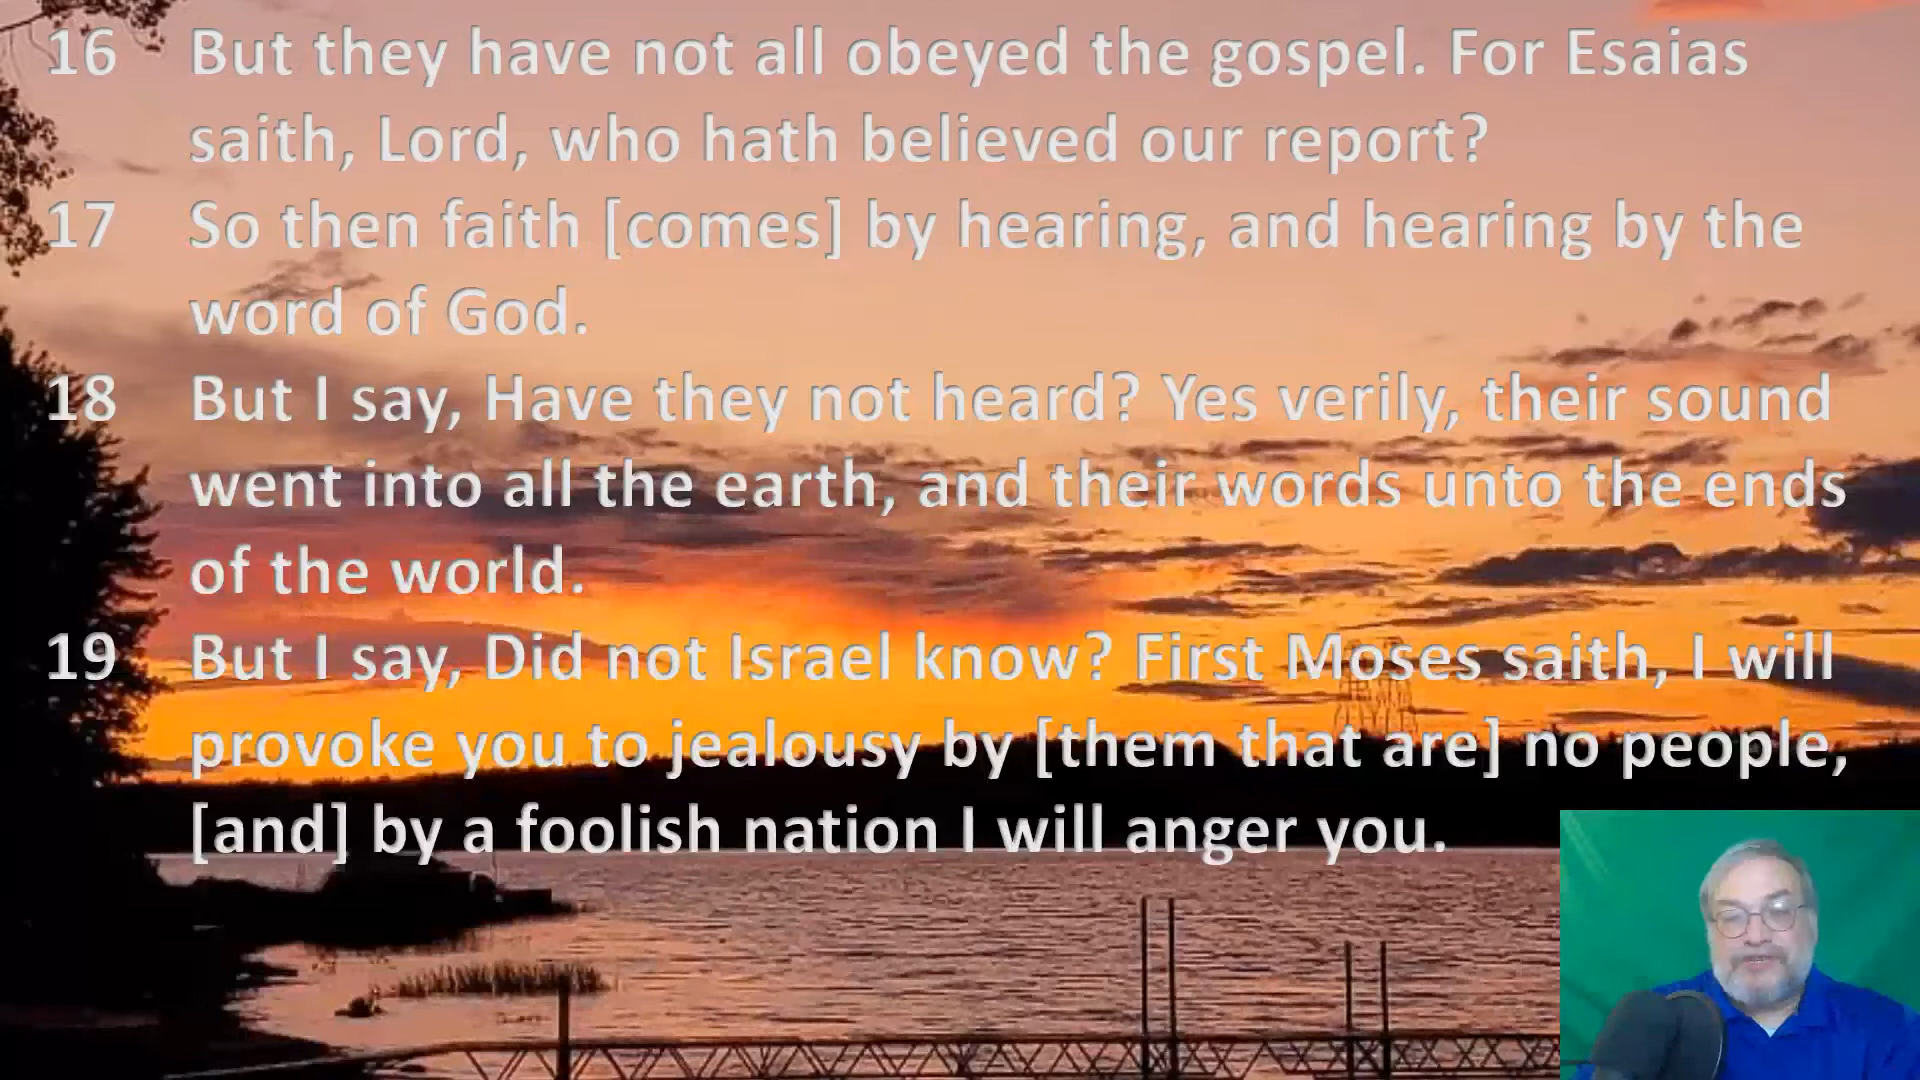 16 But they have not all obeyed the gospel. For Esaias
saith, Lord, who hath believed our report?
17 So then faith [comes] by hearing, and hearing by the
word of God.
18 But I say, Have they not heard? Yes verily, their sound
went into all the earth, and their words unto the ends
of the world.
19 But I say, Did not Israel know? First Moses saith, I will
provoke you to jealousy by [them that are] no people,
[and] by a foolish nation I will anger you.